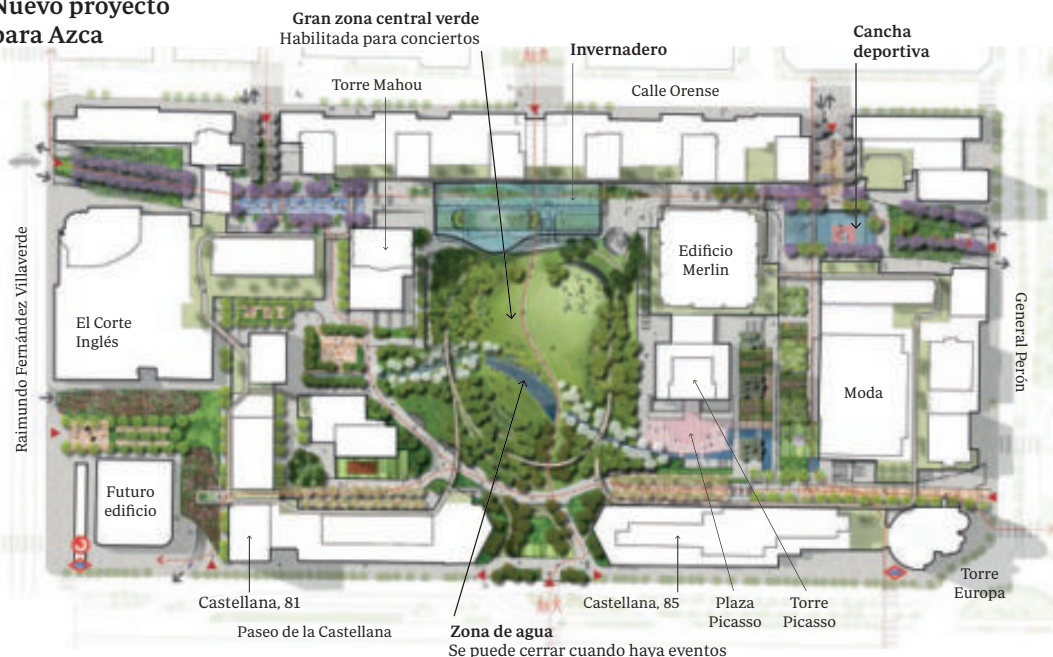 Nuevo proyecto
para Azca
Gran zona central verde
Habilitada para conciertos
Invernadero
Cancha
deportiva
Torre Mahou
Calle Orense
Raimundo Fernández Villaverde
El Corte
Inglés
Edificio
Merlin
Moda
General Perón
Futuro
edificio
Castellana, 81
Paseo de la Castellana
Zona de agua
Se puede cerrar cuando haya eventos
Castellana, 85
Plaza
Picasso
Torre
Picasso
Torre
Europa